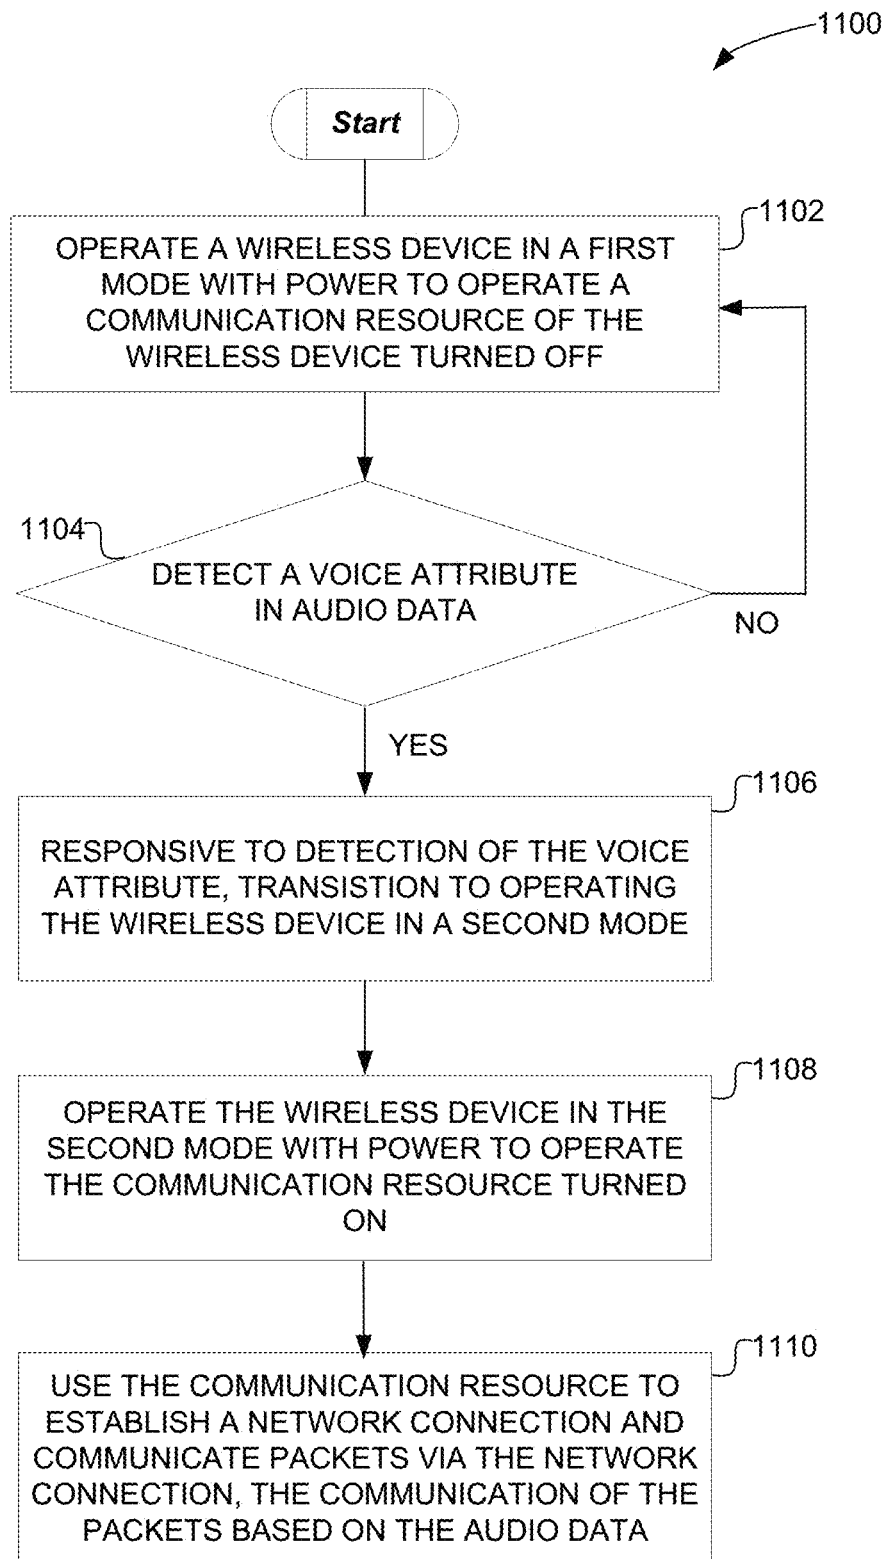 1100
Start
1102
OPERATE A WIRELESS DEVICE IN A FIRST
MODE WITH POWER TO OPERATE A
COMMUNICATION RESOURCE OF THE
WIRELESS DEVICE TURNED OFF
1104
DETECT A VOICE ATTRIBUTE
IN AUDIO DATA
NO
YES
1106
RESPONSIVE TO DETECTION OF THE VOICE
ATTRIBUTE, TRANSISTION TO OPERATING
THE WIRELESS DEVICE IN A SECOND MODE
1108
OPERATE THE WIRELESS DEVICE IN THE
SECOND MODE WITH POWER TO OPERATE
THE COMMUNICATION RESOURCE TURNED
ON
1110
USE THE COMMUNICATION RESOURCE TO
ESTABLISH A NETWORK CONNECTION AND
COMMUNICATE PACKETS VIA THE NETWORK
CONNECTION, THE COMMUNICATION OF THE
PACKETS BASED ON THE AUDIO DATA